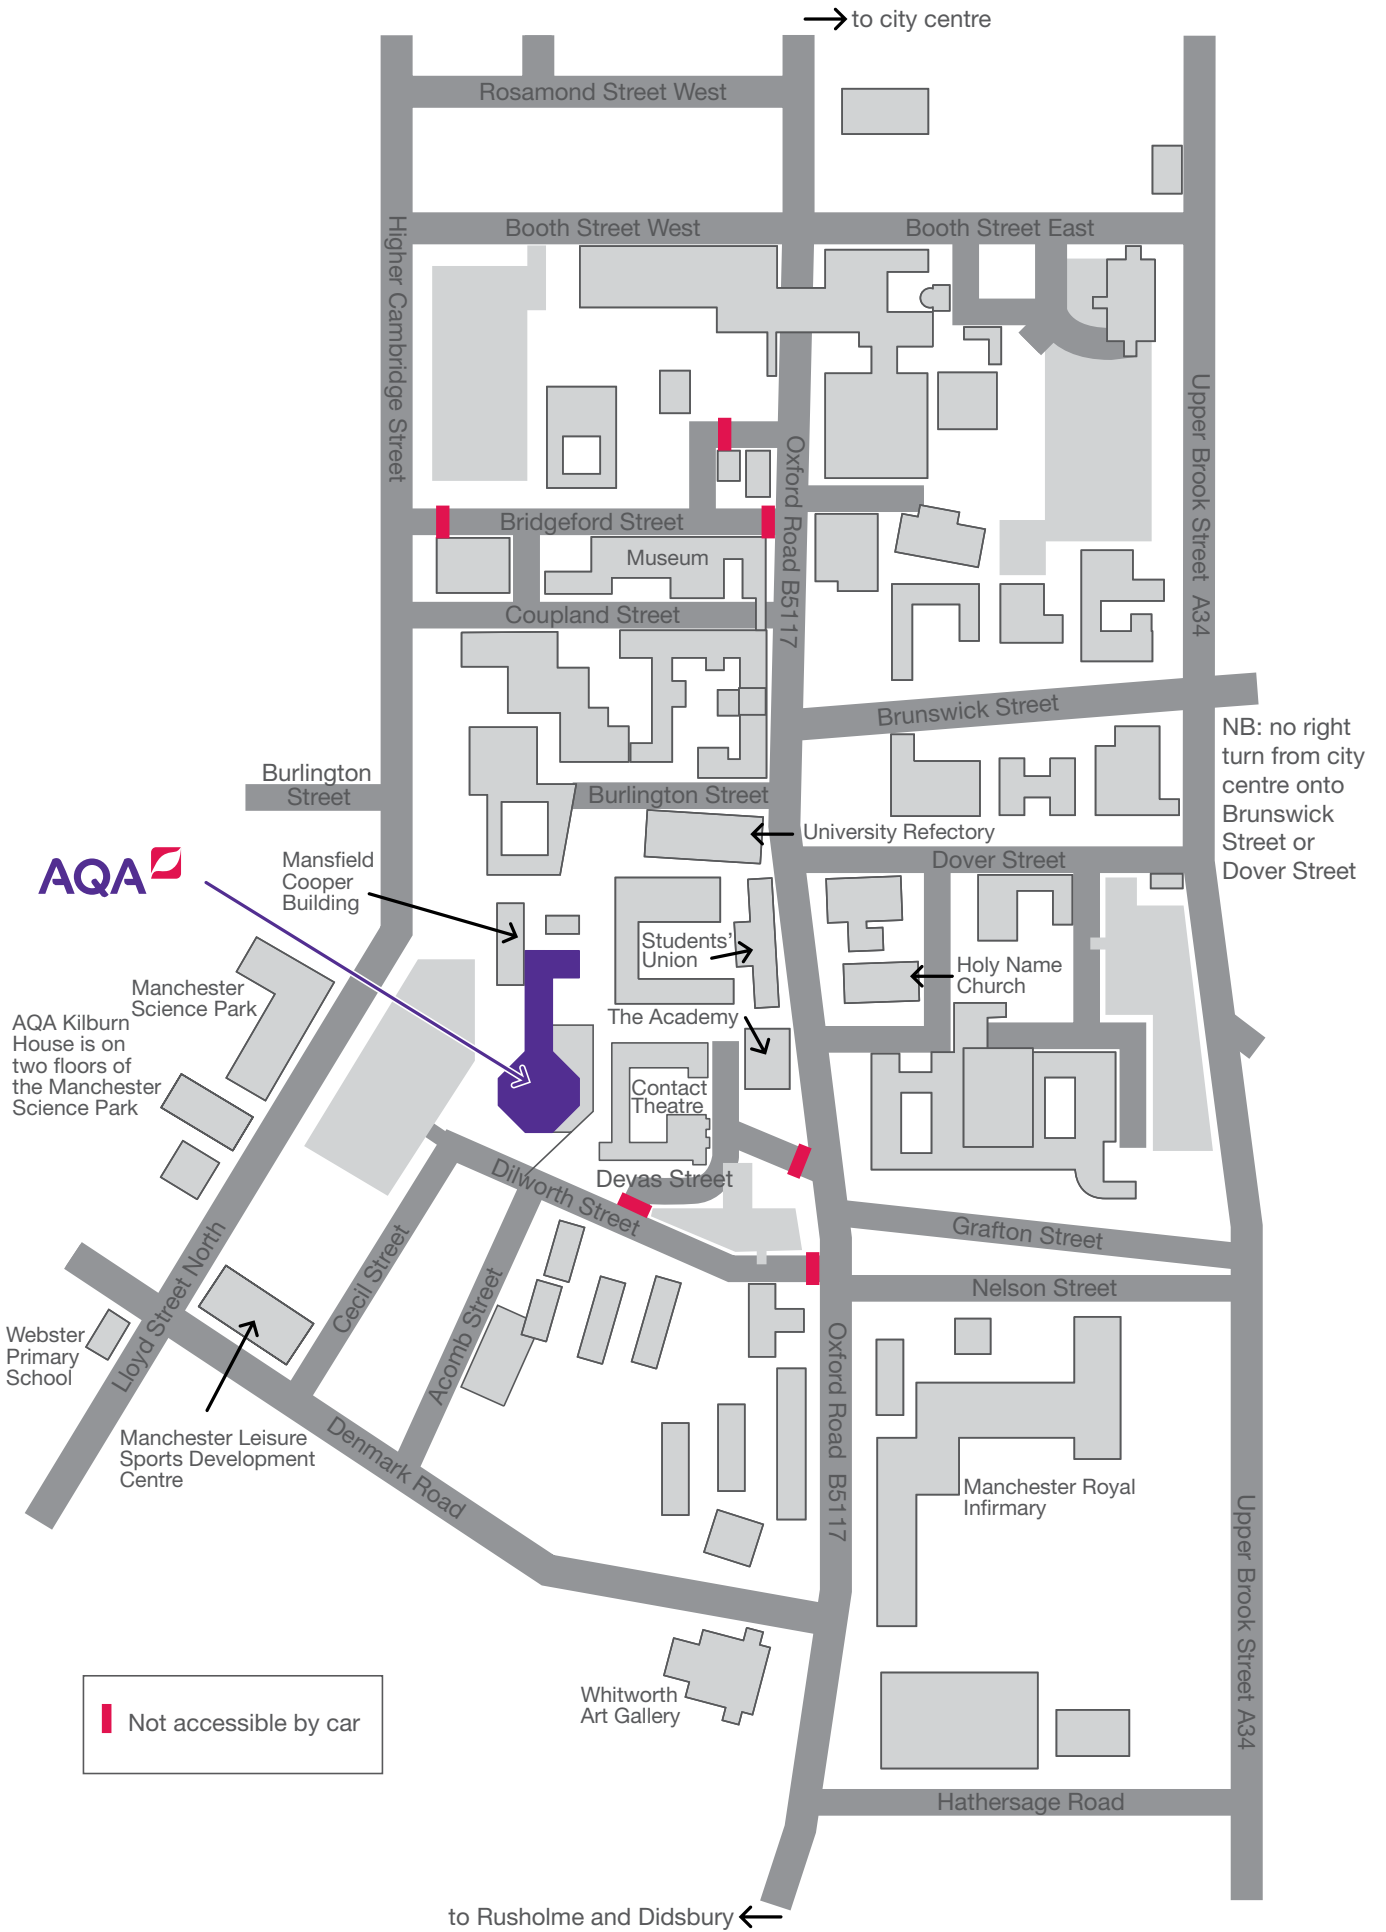 to city centre
Rosamond Street West
Booth Street West
Booth Street East
Higher Cambridge Street
Upper Brook Street A34
Oxford Road B5117
Bridgeford Street
Museum
Coupland Street
Brunswick Street
NB: no right
turn from city
centre onto
Brunswick
Street or
Dover Street
Burlington
Street
Burlington Street
University Refectory
Dover Street
AQA
Mansfield
Cooper
Building
Students'
Union
Holy Name
Church
Manchester
Science Park
The Academy
AQA Kilburn
House is on
two floors of
the Manchester
Science Park
Contact
Theatre
Devas Street
Dilworth Street
Grafton Street
Nelson Street
Cecil Street
Acomb Street
Lloyd Street North
Webster
Primary
School
Oxford Road B5117
Manchester Leisure
Sports Development
Centre
Denmark Road
Manchester Royal
Infirmary
Upper Brook Street A34
Whitworth
Art Gallery
Not accessible by car
Hathersage Road
to Rusholme and Didsbury